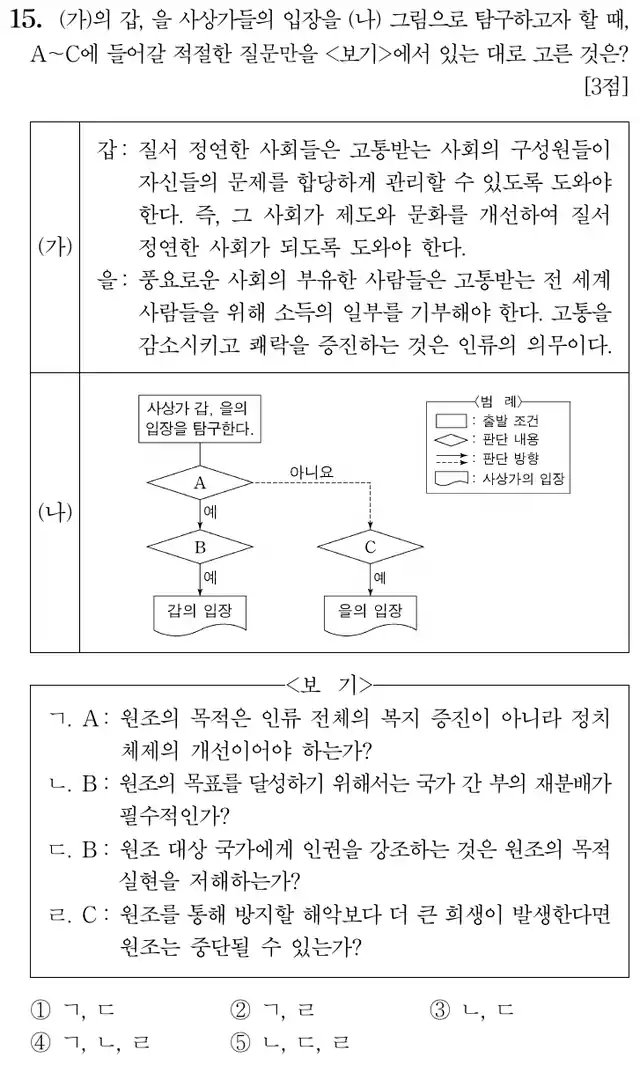 15. (가)의 갑, 을 사상가들의 입장을 (나) 그림으로 탐구하고자 할 때,
A~C에 들어갈 적절한 질문만을 <보기>에서 있는 대로 고른 것은?
[3점]
(가)
갑: 질서 정연한 사회들은 고통받는 사회의 구성원들이
자신들의 문제를 합당하게 관리할 수 있도록 도와야
한다. 즉, 그 사회가 제도와 문화를 개선하여 질서
정연한 사회가 되도록 도와야 한다.
을: 풍요로운 사회의 부유한 사람들은 고통받는 전 세계
사람들을 위해 소득의 일부를 기부해야 한다. 고통을
감소시키고 쾌락을 증진하는 것은 인류의 의무이다.
(나)
사상가 갑, 을의
입장을 탐구한다.
<범 례>
: 출발 조건
: 판단 내용
: 판단 방향
: 사상가의 입장
A
아니요
예
B
C
예
예
갑의 입장
을의 입장
<보 기>
ㄱ. A: 원조의 목적은 인류 전체의 복지 증진이 아니라 정치
체제의 개선이어야 하는가?
ㄴ. B: 원조의 목표를 달성하기 위해서는 국가 간 부의 재분배가
필수적인가?
ㄷ. B: 원조 대상 국가에게 인권을 강조하는 것은 원조의 목적
실현을 저해하는가?
ㄹ. C: 원조를 통해 방지할 해악보다 더 큰 희생이 발생한다면
원조는 중단될 수 있는가?
① ㄱ, ㄷ ② ㄱ, ㄹ ③ ㄴ, ㄷ
④ ㄱ, ㄴ, ㄹ ⑤ ㄴ, ㄷ, ㄹ